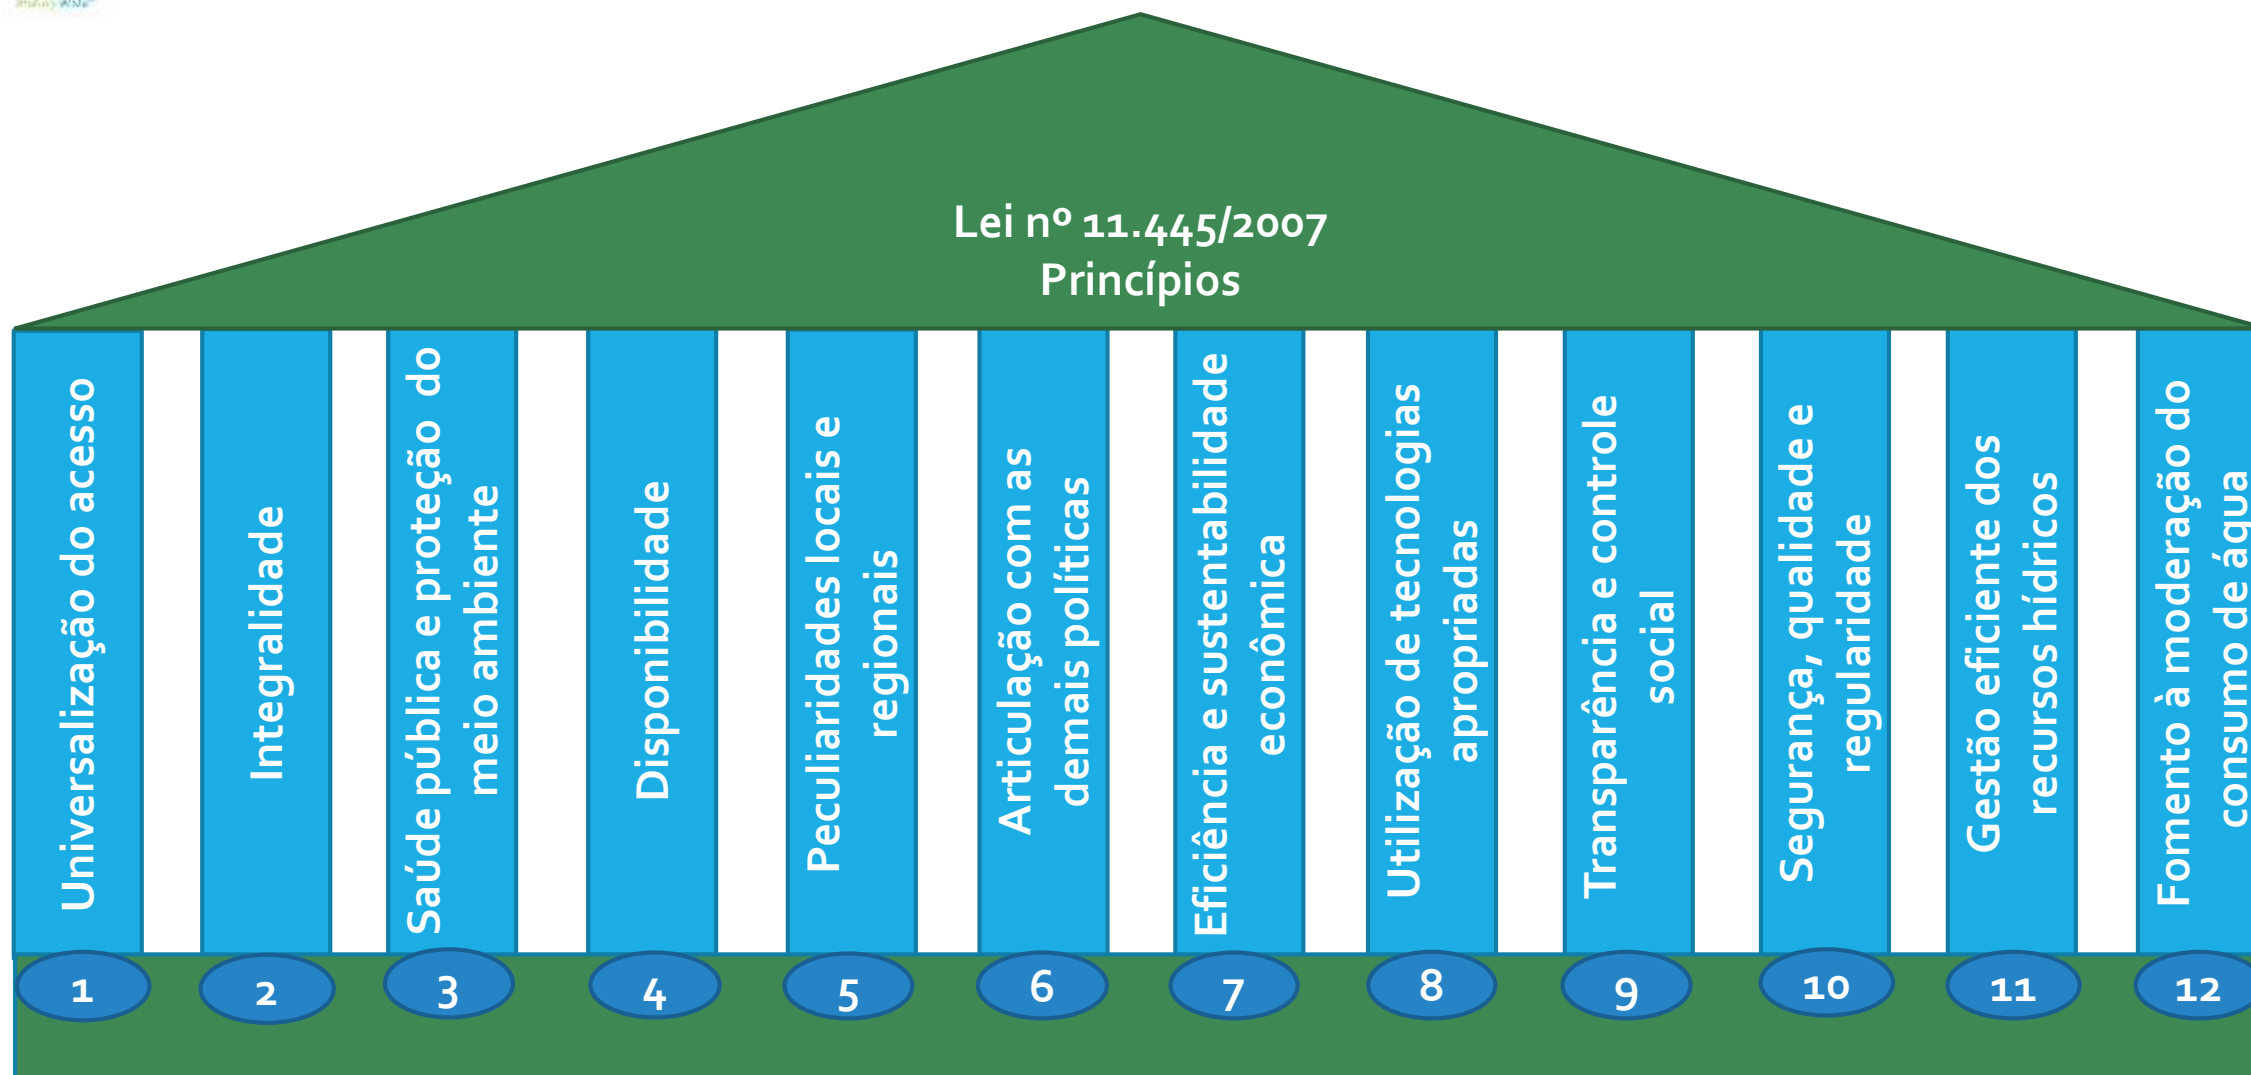 Lei nº 11.445/2007
Princípios
Universalização do acesso
Integralidade
Saúde pública e proteção do
meio ambiente
Disponibilidade
Peculiaridades locais e
regionais
Articulação com as
demais políticas
Eficiência e sustentabilidade
econômica
Utilização de tecnologias
apropriadas
Transparência e controle
social
Segurança, qualidade e
regularidade
Gestão eficiente dos
recursos hídricos
Fomento à moderação do
consumo de água
1
2
3
4
5
6
7
8
9
10
11
12